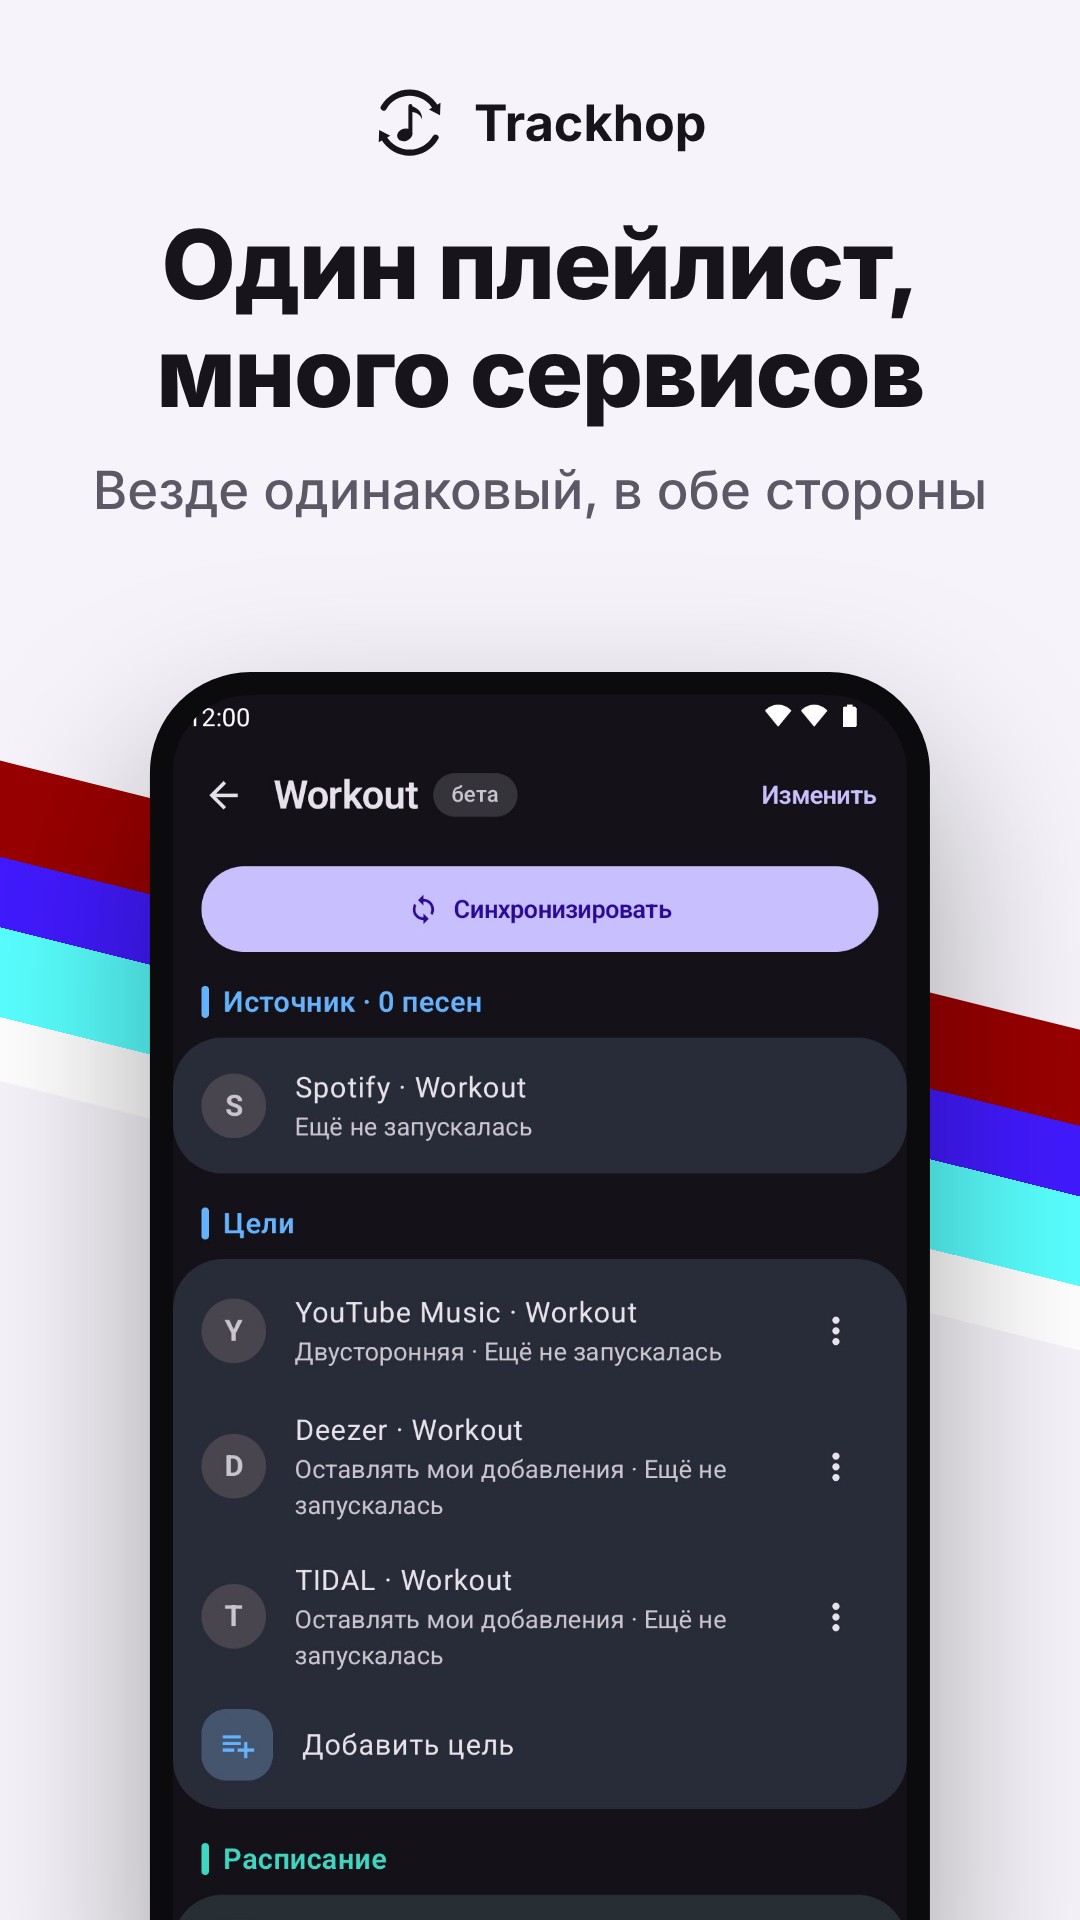 Trackhop
Один плейлист,
много сервисов
Везде одинаковый, в обе стороны
12:00
Workout
бета
Изменить
Синхронизировать
Источник · 0 песен
S
Spotify · Workout
Ещё не запускалась
Цели
Y
YouTube Music · Workout
Двусторонняя · Ещё не запускалась
D
Deezer · Workout
Оставлять мои добавления · Ещё не
запускалась
T
TIDAL · Workout
Оставлять мои добавления · Ещё не
запускалась
Добавить цель
Расписание